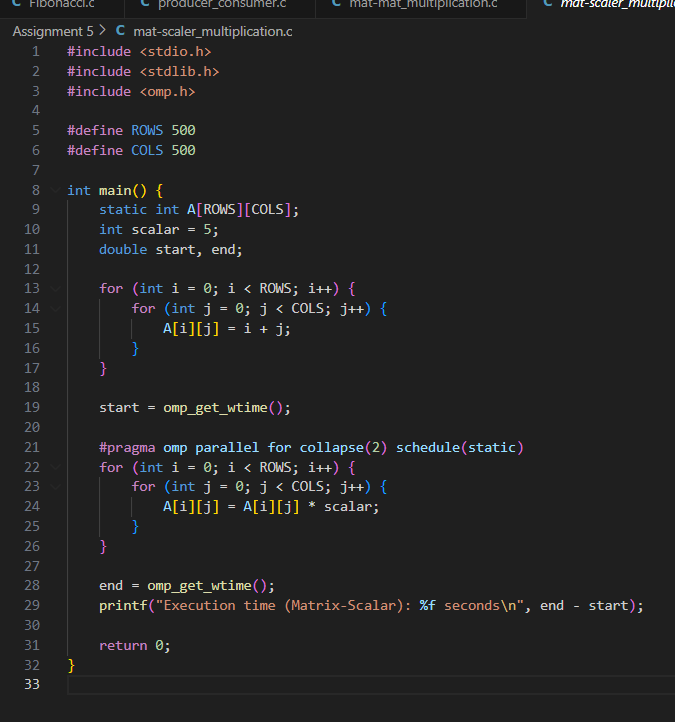 C Fibonacci.c C producer_consumer.c C mat-mat_multiplication.c C
Assignment 5 > C mat-scaler_multiplication.c
1 #include <stdio.h>
2 #include <stdlib.h>
3 #include <omp.h>
4
5 #define ROWS 500
6 #define COLS 500
7
8 int main() {
9     static int A[ROWS][COLS];
10     int scalar = 5;
11     double start, end;
12
13     for (int i = 0; i < ROWS; i++) {
14         for (int j = 0; j < COLS; j++) {
15             A[i][j] = i + j;
16         }
17     }
18
19     start = omp_get_wtime();
20
21     #pragma omp parallel for collapse(2) schedule(static)
22     for (int i = 0; i < ROWS; i++) {
23         for (int j = 0; j < COLS; j++) {
24             A[i][j] = A[i][j] * scalar;
25         }
26     }
27
28     end = omp_get_wtime();
29     printf("Execution time (Matrix-Scalar): %f seconds\n", end - start);
30
31     return 0;
32 }
33